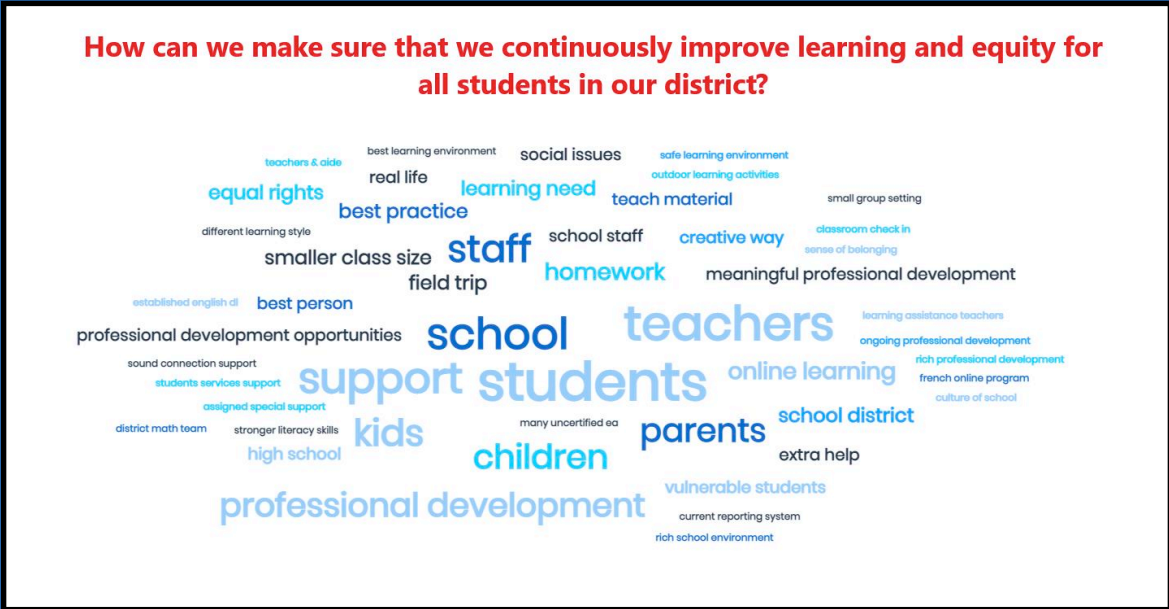 How can we make sure that we continuously improve learning and equity for
all students in our district?
best learning environment
social issues
safe learning environment
teachers & aide
real life
outdoor learning activities
equal rights
learning need
teach material
small group setting
best practice
different learning style
staff
school staff
creative way
classroom check in
sense of belonging
smaller class size
homework
meaningful professional development
field trip
established english dl
best person
teachers
learning assistance teachers
professional development opportunities
school
ongoing professional development
rich professional development
sound connection support
support
students
online learning
french online program
students services support
culture of school
assigned special support
school district
district math team
stronger literacy skills
kids
many uncertified ea
parents
high school
children
extra help
vulnerable students
professional development
current reporting system
rich school environment